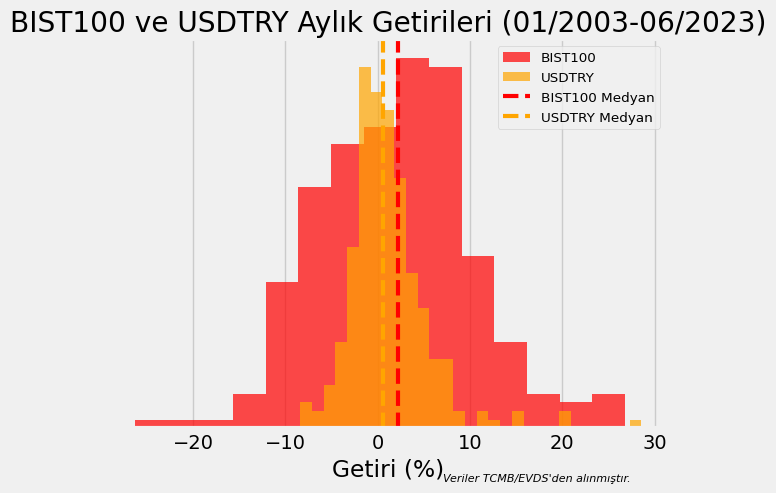 BIST100 ve USDTRY Aylık Getirileri (01/2003-06/2023)
BIST100
USDTRY
BIST100 Medyan
USDTRY Medyan
−20 −10 0 10 20 30
Getiri (%)
Veriler TCMB/EVDS'den alınmıştır.